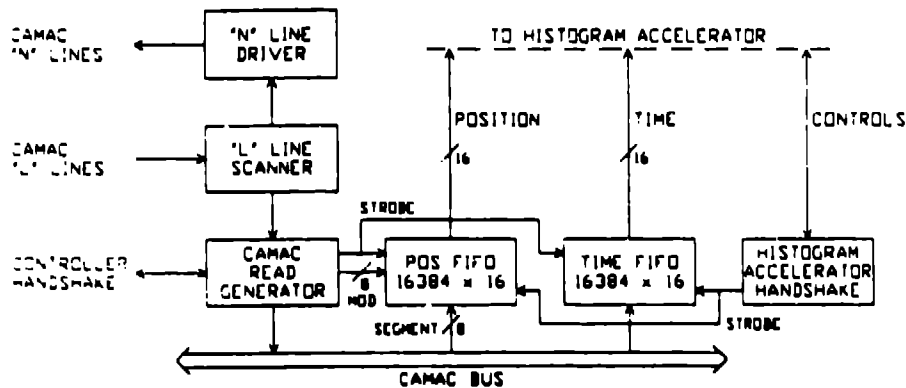 CAMAC
"N" LINES
"N" LINE
DRIVER
TO HISTOGRAM ACCELERATOR
POSITION
16
TIME
16
CONTROLS
CAMAC
"L" LINES
"L" LINE
SCANNER
STROBE
CONTROLLER
HANDSHAKE
CAMAC
READ
GENERATOR
8
MOD
POS FIFO
16384 x 16
TIME FIFO
16384 x 16
HISTOGRAM
ACCELERATOR
HANDSHAKE
SEGMENT
8
STROBE
CAMAC BUS